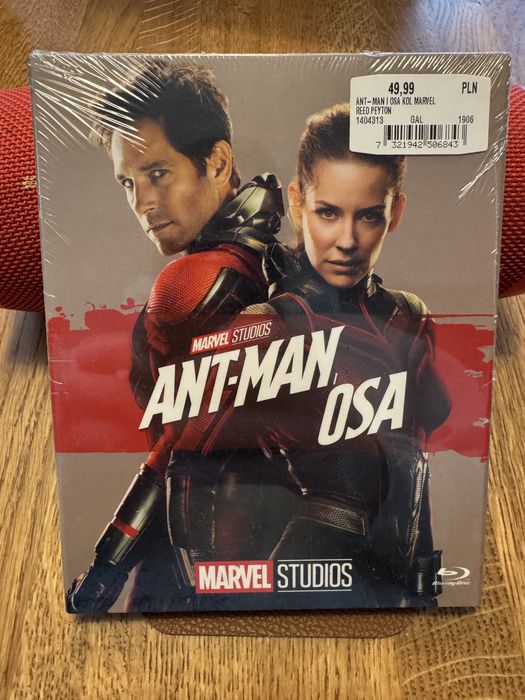 49,99 PLN
ANT-MAN I OSA KOL MARVEL
REED PEYTON
1404313 GAL 1906
7 321942 506843
MARVEL STUDIOS
ANT-MAN
I OSA
MARVEL STUDIOS
Blu-ray Disc